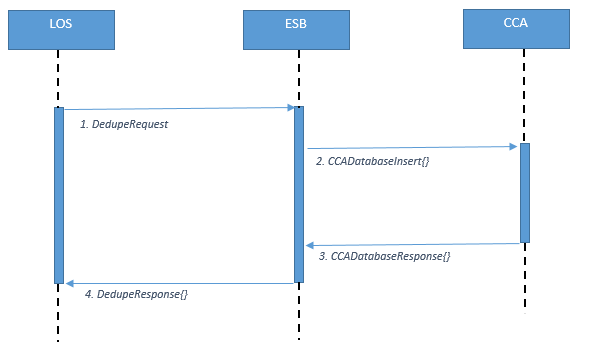 LOS
ESB
CCA
1. DedupeRequest
2. CCADatabaseInsert{}
3. CCADatabaseResponse{}
4. DedupeResponse{}